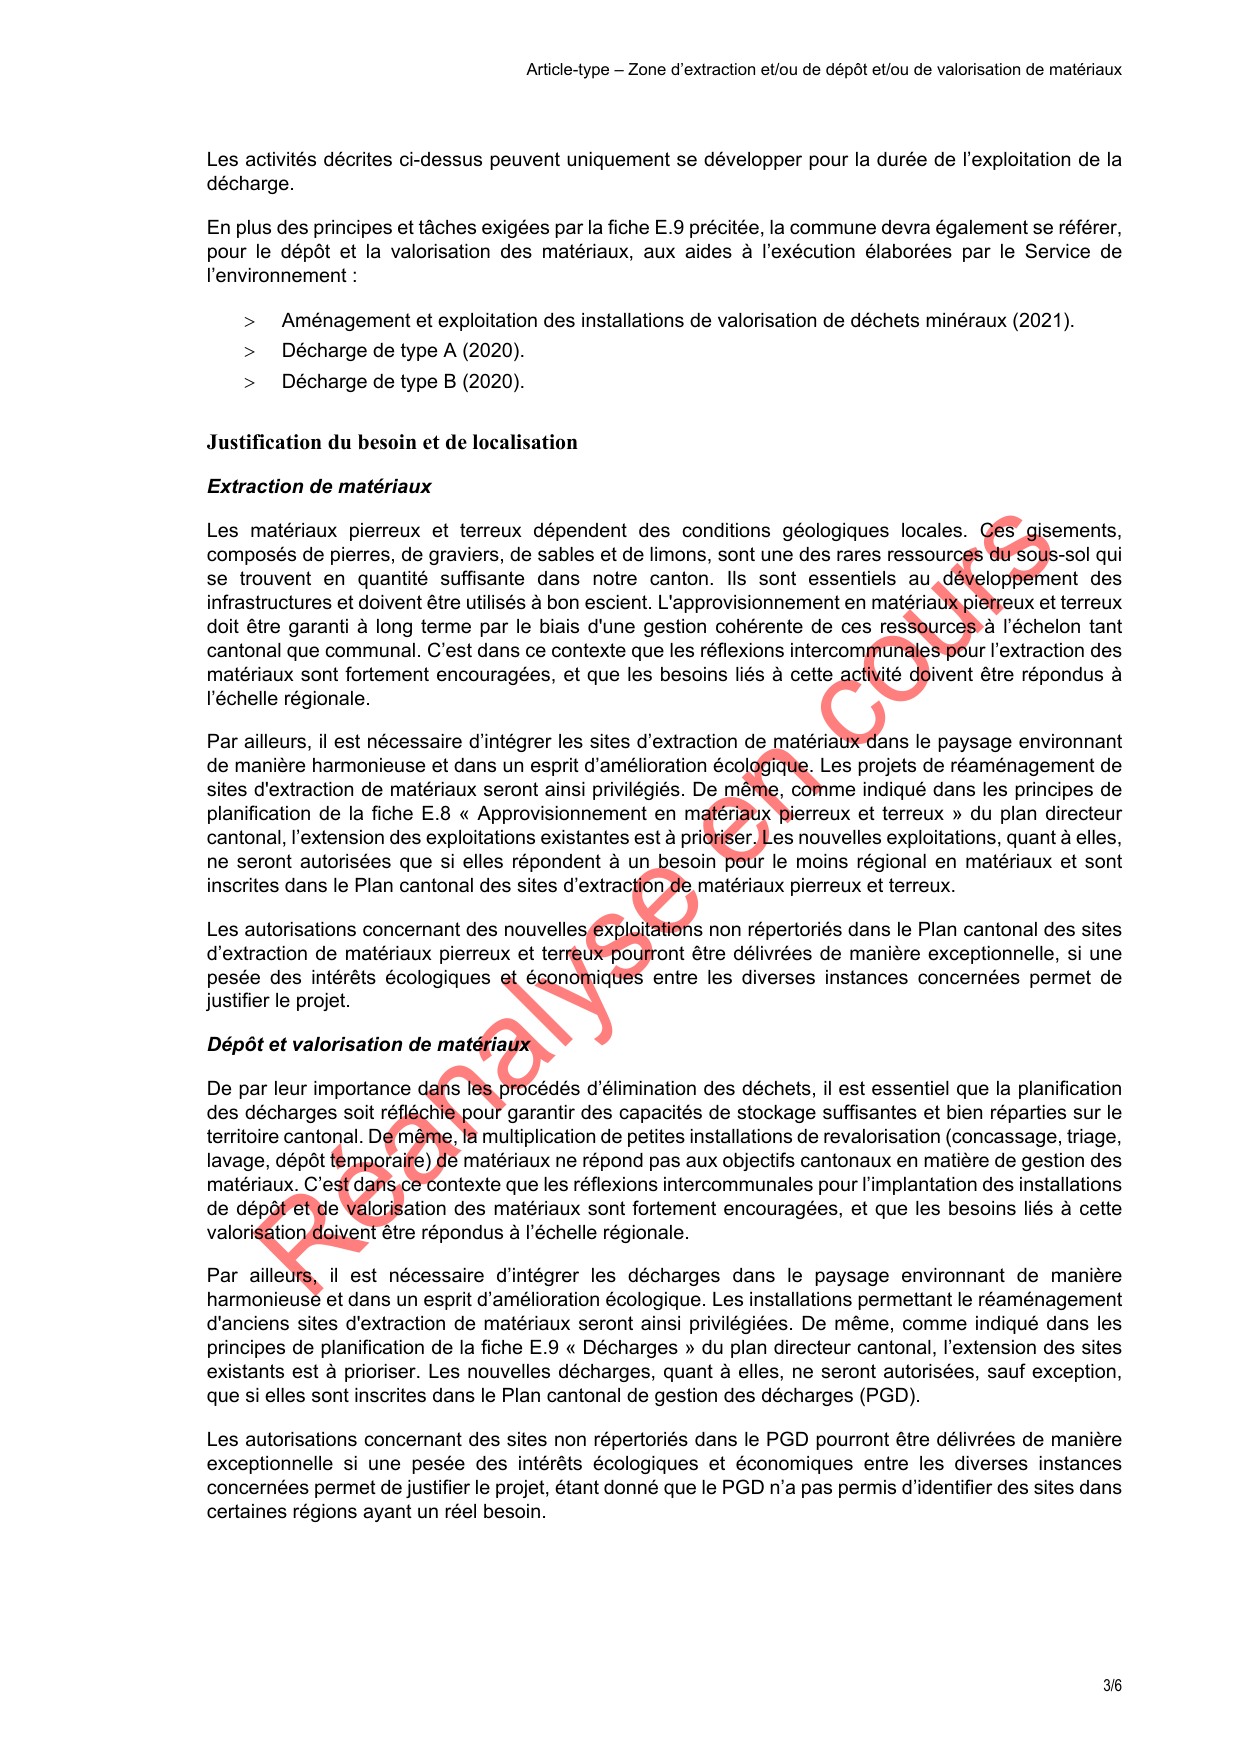 Article-type – Zone d’extraction et/ou de dépôt et/ou de valorisation de matériaux
Les activités décrites ci-dessus peuvent uniquement se développer pour la durée de l’exploitation de la
décharge.
En plus des principes et tâches exigées par la fiche E.9 précitée, la commune devra également se référer,
pour le dépôt et la valorisation des matériaux, aux aides à l’exécution élaborées par le Service de
l’environnement :
> Aménagement et exploitation des installations de valorisation de déchets minéraux (2021).
> Décharge de type A (2020).
> Décharge de type B (2020).
Justification du besoin et de localisation
Extraction de matériaux
Les matériaux pierreux et terreux dépendent des conditions géologiques locales. Ces gisements,
composés de pierres, de graviers, de sables et de limons, sont une des rares ressources du sous-sol qui
se trouvent en quantité suffisante dans notre canton. Ils sont essentiels au développement des
infrastructures et doivent être utilisés à bon escient. L'approvisionnement en matériaux pierreux et terreux
doit être garanti à long terme par le biais d'une gestion cohérente de ces ressources à l’échelon tant
cantonal que communal. C’est dans ce contexte que les réflexions intercommunales pour l’extraction des
matériaux sont fortement encouragées, et que les besoins liés à cette activité doivent être répondus à
l’échelle régionale.
Par ailleurs, il est nécessaire d’intégrer les sites d’extraction de matériaux dans le paysage environnant
de manière harmonieuse et dans un esprit d’amélioration écologique. Les projets de réaménagement de
sites d'extraction de matériaux seront ainsi privilégiés. De même, comme indiqué dans les principes de
planification de la fiche E.8 « Approvisionnement en matériaux pierreux et terreux » du plan directeur
cantonal, l’extension des exploitations existantes est à prioriser. Les nouvelles exploitations, quant à elles,
ne seront autorisées que si elles répondent à un besoin pour le moins régional en matériaux et sont
inscrites dans le Plan cantonal des sites d’extraction de matériaux pierreux et terreux.
Les autorisations concernant des nouvelles exploitations non répertoriés dans le Plan cantonal des sites
d’extraction de matériaux pierreux et terreux pourront être délivrées de manière exceptionnelle, si une
pesée des intérêts écologiques et économiques entre les diverses instances concernées permet de
justifier le projet.
Dépôt et valorisation de matériaux
De par leur importance dans les procédés d’élimination des déchets, il est essentiel que la planification
des décharges soit réfléchie pour garantir des capacités de stockage suffisantes et bien réparties sur le
territoire cantonal. De même, la multiplication de petites installations de revalorisation (concassage, triage,
lavage, dépôt temporaire) de matériaux ne répond pas aux objectifs cantonaux en matière de gestion des
matériaux. C’est dans ce contexte que les réflexions intercommunales pour l’implantation des installations
de dépôt et de valorisation des matériaux sont fortement encouragées, et que les besoins liés à cette
valorisation doivent être répondus à l’échelle régionale.
Par ailleurs, il est nécessaire d’intégrer les décharges dans le paysage environnant de manière
harmonieuse et dans un esprit d’amélioration écologique. Les installations permettant le réaménagement
d'anciens sites d'extraction de matériaux seront ainsi privilégiées. De même, comme indiqué dans les
principes de planification de la fiche E.9 « Décharges » du plan directeur cantonal, l’extension des sites
existants est à prioriser. Les nouvelles décharges, quant à elles, ne seront autorisées, sauf exception,
que si elles sont inscrites dans le Plan cantonal de gestion des décharges (PGD).
Les autorisations concernant des sites non répertoriés dans le PGD pourront être délivrées de manière
exceptionnelle si une pesée des intérêts écologiques et économiques entre les diverses instances
concernées permet de justifier le projet, étant donné que le PGD n’a pas permis d’identifier des sites dans
certaines régions ayant un réel besoin.
Réanalyse en cours
3/6